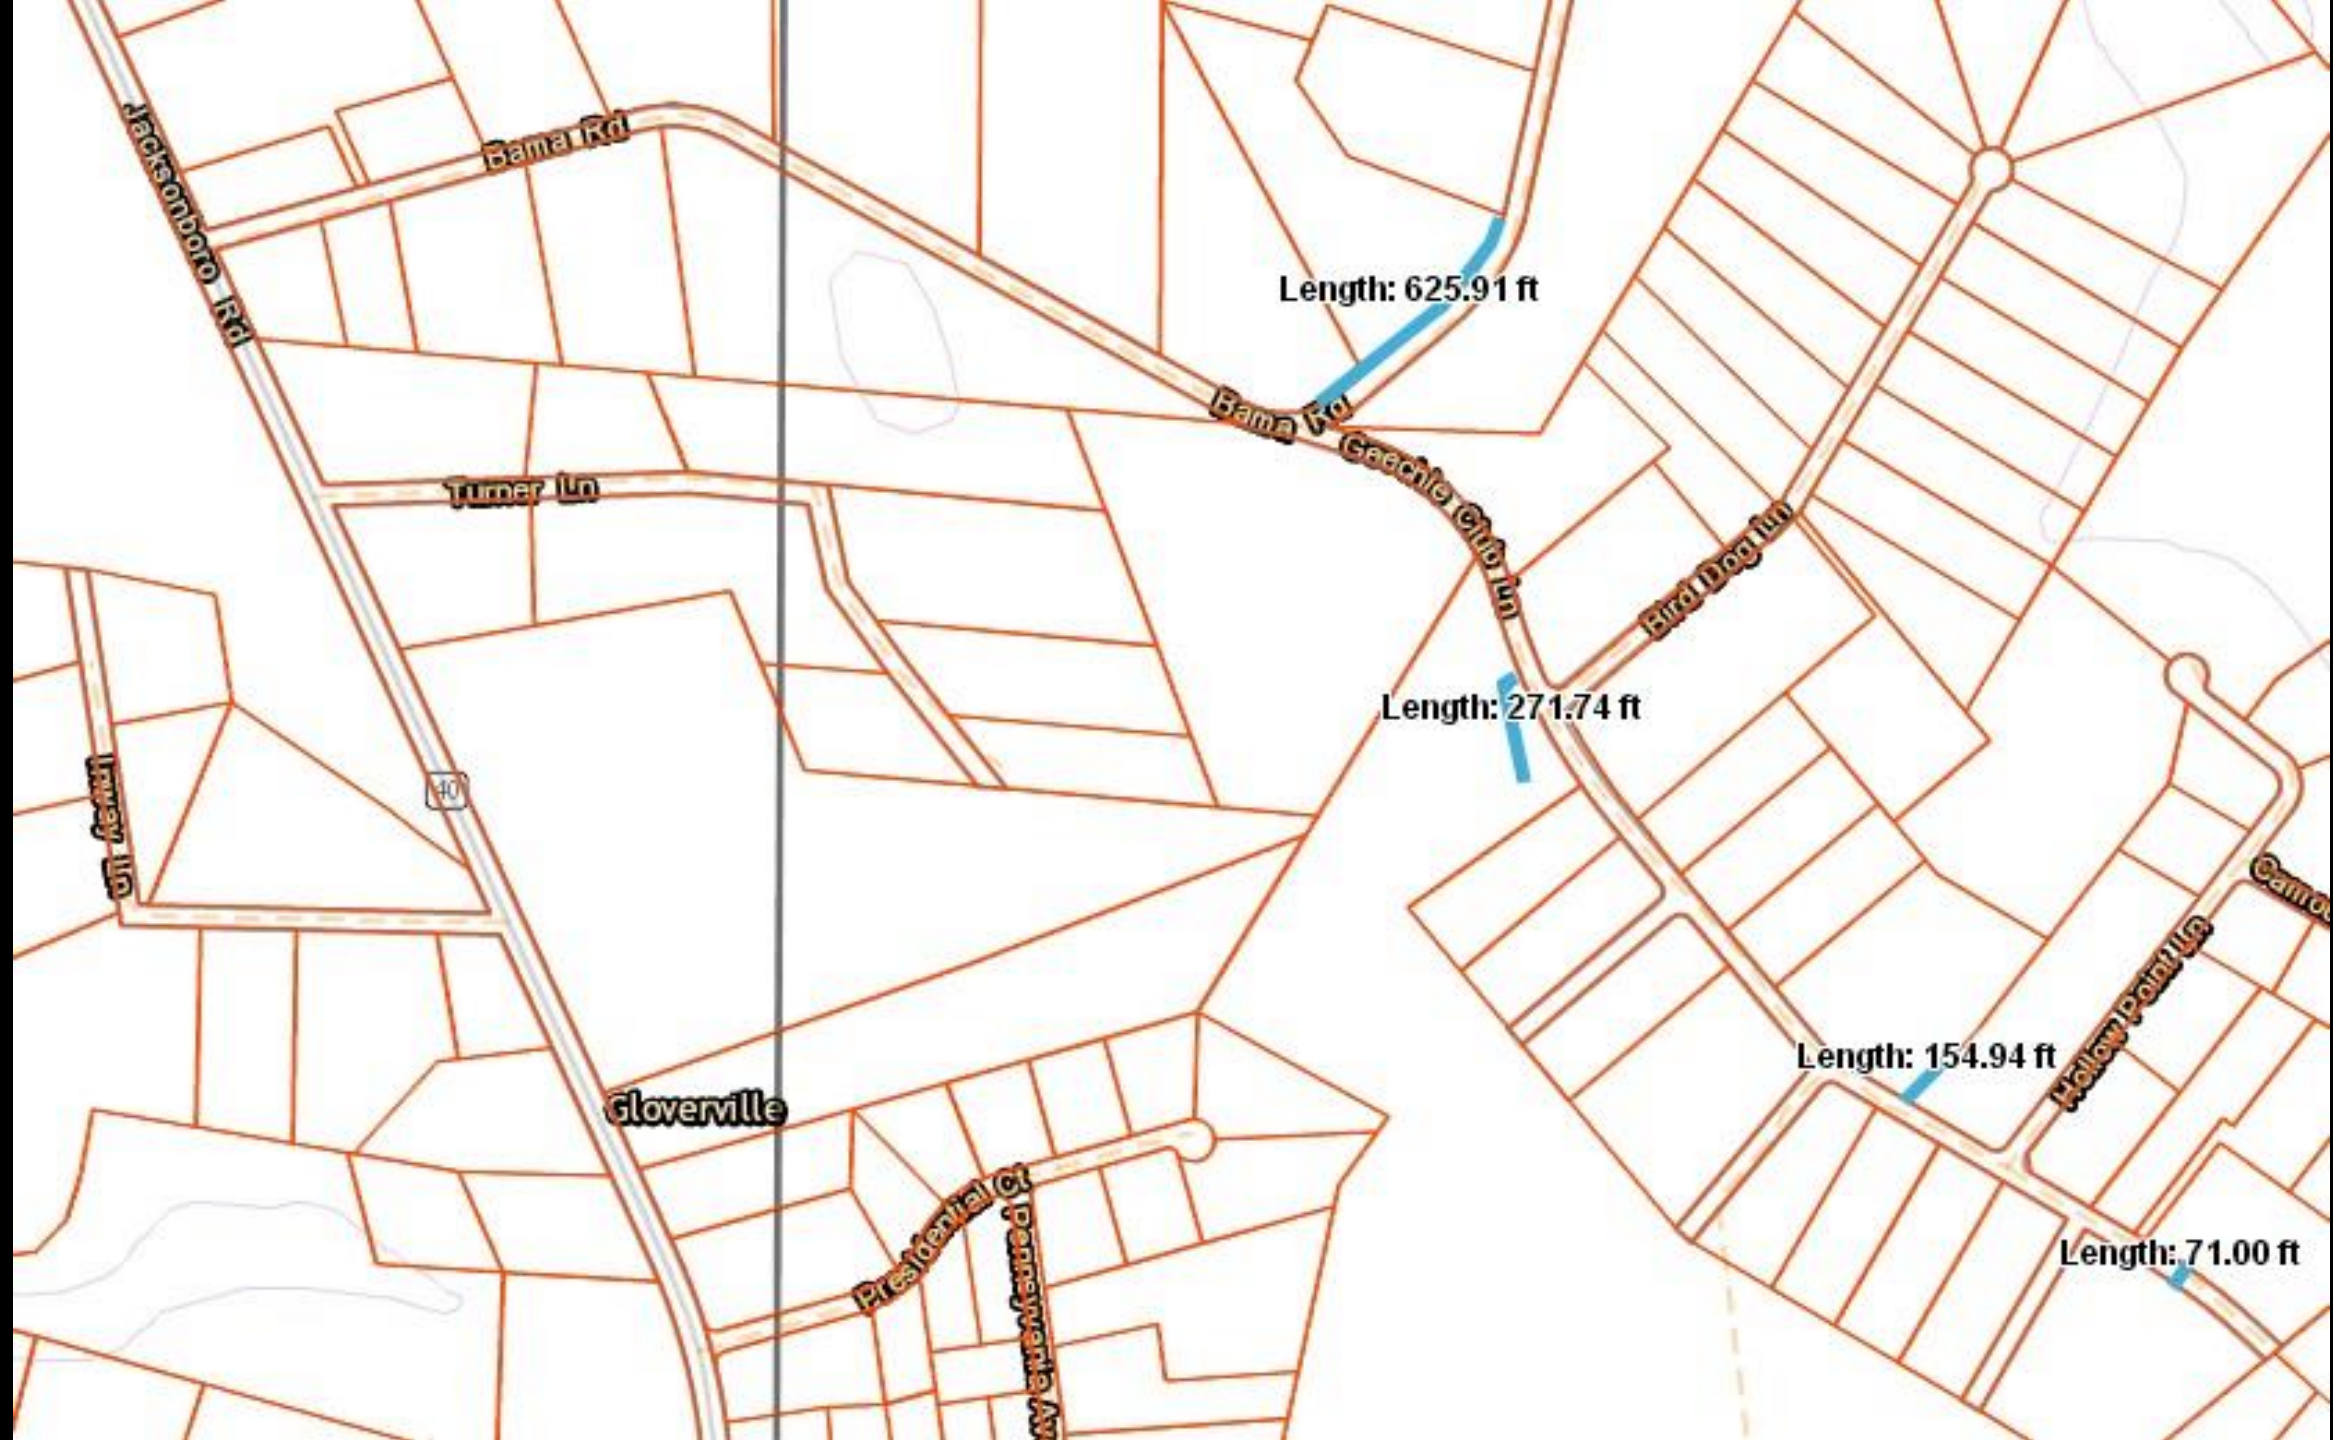 Jacksonboro Rd
Bama Rd
Length: 625.91 ft
Bama Rd
Geechie Club Ln
Turner Ln
Bird Dog Ln
Length: 271.74 ft
40
Length: 154.94 ft
Hollow Point Ln
Gloverville
Presidential Ct
Pennsylvania Av
Length: 71.00 ft